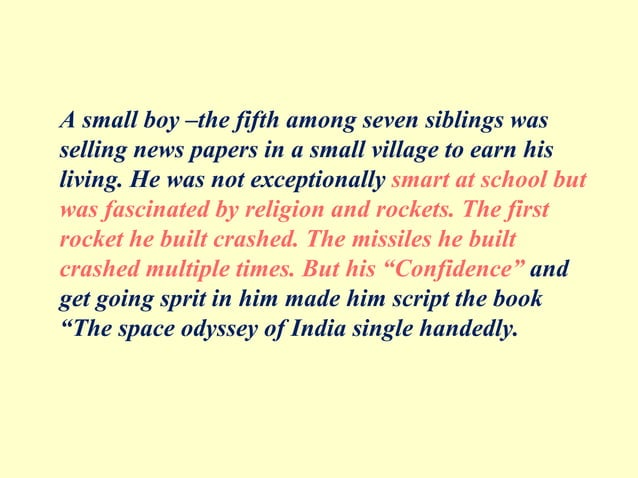 A small boy –the fifth among seven siblings was
selling news papers in a small village to earn his
living. He was not exceptionally smart at school but
was fascinated by religion and rockets. The first
rocket he built crashed. The missiles he built
crashed multiple times. But his “Confidence” and
get going sprit in him made him script the book
“The space odyssey of India single handedly.